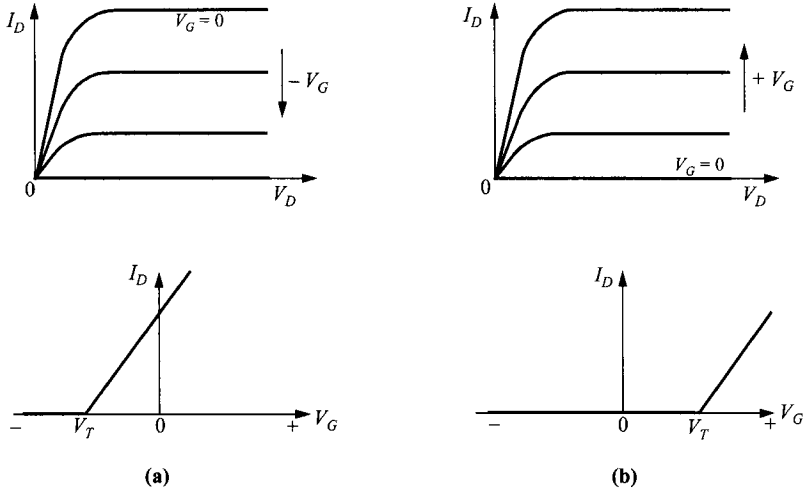 I_D
V_G = 0
− V_G
0
V_D
I_D
+ V_G
V_G = 0
0
V_D
I_D
−
V_T
0
+
V_G
(a)
I_D
−
0
V_T
+
V_G
(b)